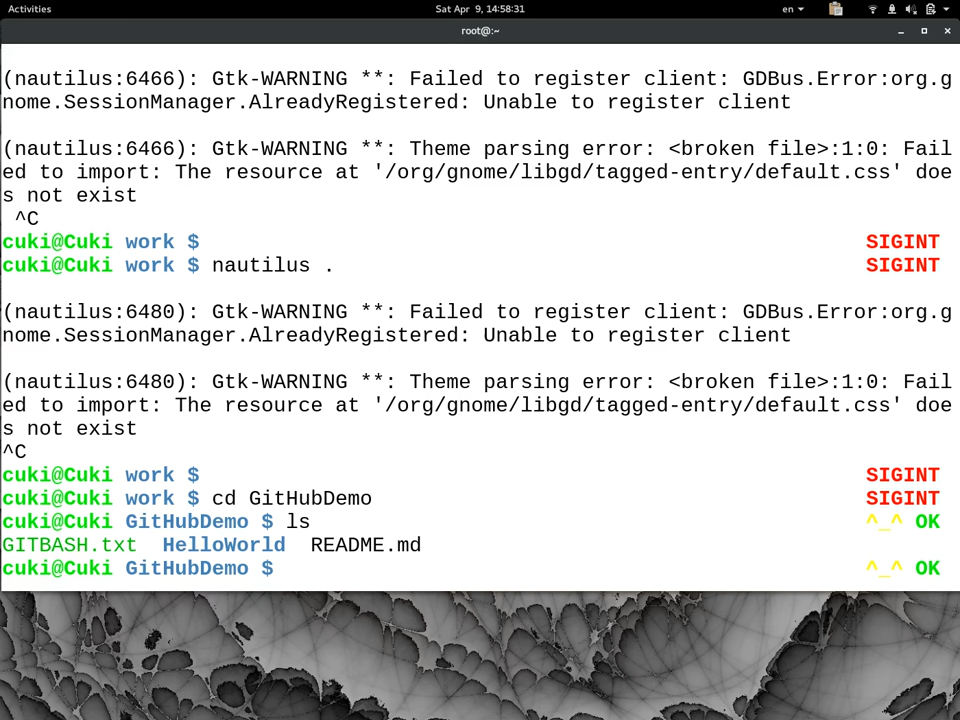 Activities Sat Apr 9, 14:58:31 en
root@:~
(nautilus:6466): Gtk-WARNING **: Failed to register client: GDBus.Error:org.g
nome.SessionManager.AlreadyRegistered: Unable to register client
(nautilus:6466): Gtk-WARNING **: Theme parsing error: <broken file>:1:0: Fail
ed to import: The resource at '/org/gnome/libgd/tagged-entry/default.css' doe
s not exist
^C
cuki@Cuki work $ SIGINT
cuki@Cuki work $ nautilus . SIGINT
(nautilus:6480): Gtk-WARNING **: Failed to register client: GDBus.Error:org.g
nome.SessionManager.AlreadyRegistered: Unable to register client
(nautilus:6480): Gtk-WARNING **: Theme parsing error: <broken file>:1:0: Fail
ed to import: The resource at '/org/gnome/libgd/tagged-entry/default.css' doe
s not exist
^C
cuki@Cuki work $ SIGINT
cuki@Cuki work $ cd GitHubDemo SIGINT
cuki@Cuki GitHubDemo $ ls ^_^ OK
GITBASH.txt HelloWorld README.md
cuki@Cuki GitHubDemo $ ^_^ OK